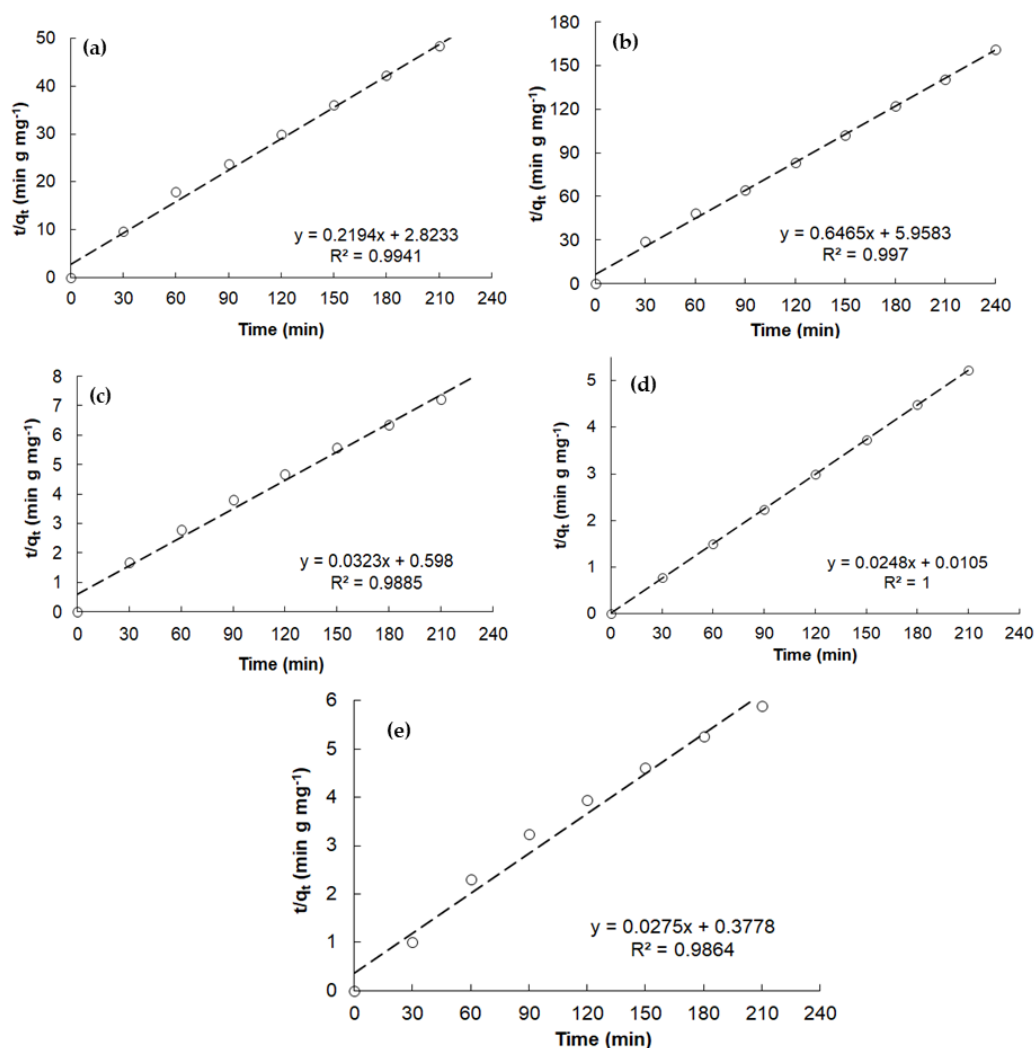 (a)
t/qt (min g mg-1)
50
40
30
20
10
0
y = 0.2194x + 2.8233
R² = 0.9941
0 30 60 90 120 150 180 210 240
Time (min)
(b)
t/qt (min g mg-1)
180
150
120
90
60
30
0
y = 0.6465x + 5.9583
R² = 0.997
0 30 60 90 120 150 180 210 240
Time (min)
(c)
t/qt (min g mg-1)
8
7
6
5
4
3
2
1
0
y = 0.0323x + 0.598
R² = 0.9885
0 30 60 90 120 150 180 210 240
Time (min)
(d)
t/qt (min g mg-1)
5
4
3
2
1
0
y = 0.0248x + 0.0105
R² = 1
0 30 60 90 120 150 180 210 240
Time (min)
(e)
t/qt (min g mg-1)
6
5
4
3
2
1
0
y = 0.0275x + 0.3778
R² = 0.9864
0 30 60 90 120 150 180 210 240
Time (min)